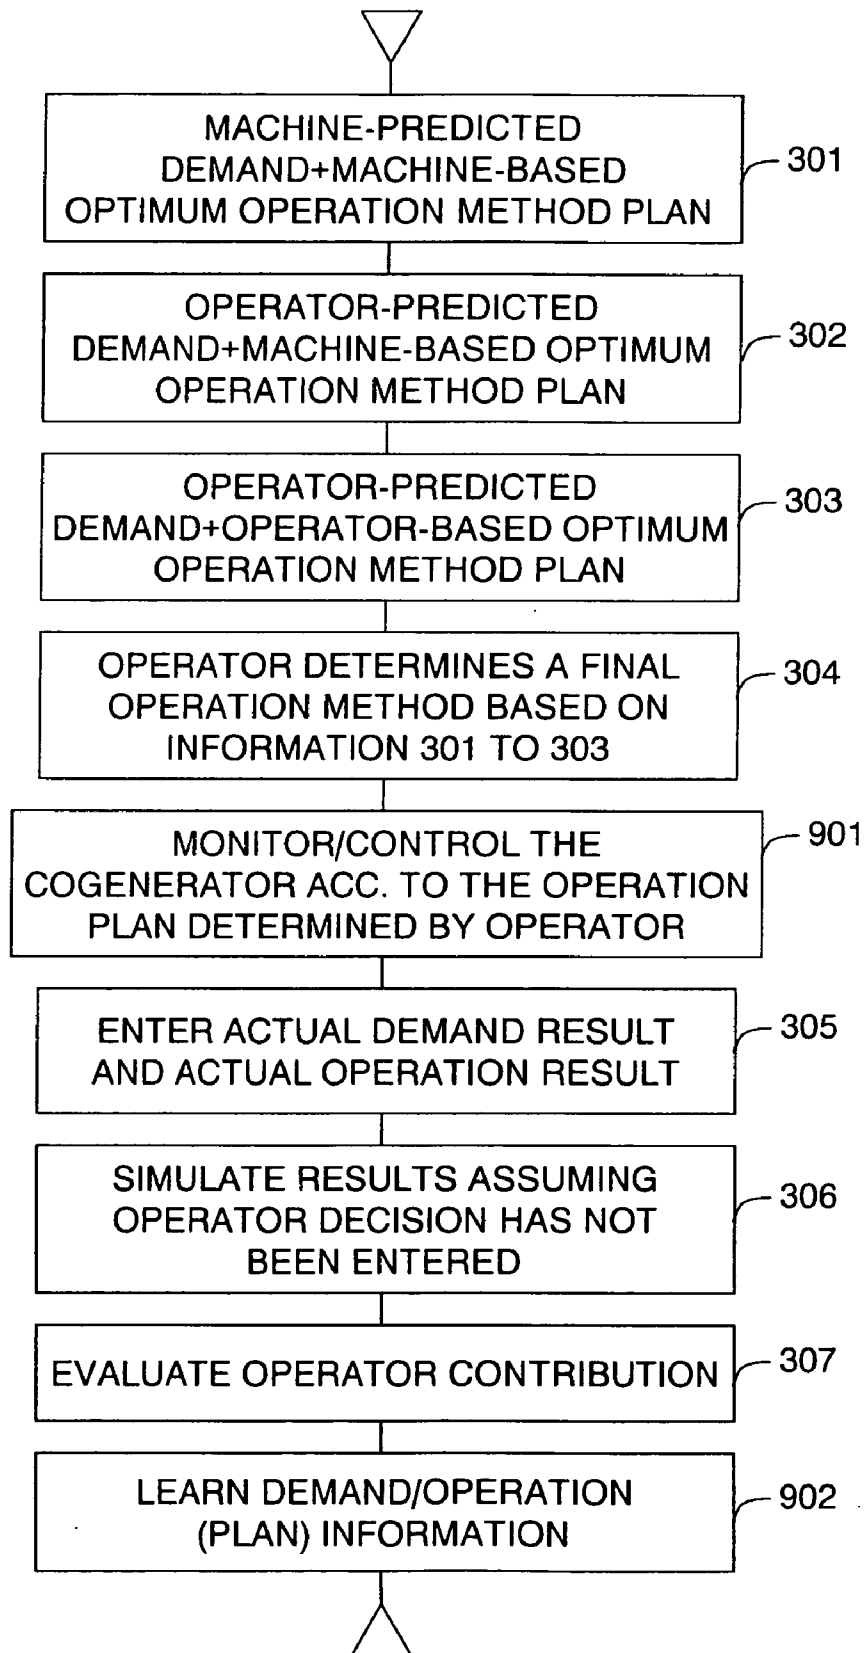 MACHINE-PREDICTED
DEMAND+MACHINE-BASED
OPTIMUM OPERATION METHOD PLAN
301
OPERATOR-PREDICTED
DEMAND+MACHINE-BASED OPTIMUM
OPERATION METHOD PLAN
302
OPERATOR-PREDICTED
DEMAND+OPERATOR-BASED OPTIMUM
OPERATION METHOD PLAN
303
OPERATOR DETERMINES A FINAL
OPERATION METHOD BASED ON
INFORMATION 301 TO 303
304
MONITOR/CONTROL THE
COGENERATOR ACC. TO THE OPERATION
PLAN DETERMINED BY OPERATOR
901
ENTER ACTUAL DEMAND RESULT
AND ACTUAL OPERATION RESULT
305
SIMULATE RESULTS ASSUMING
OPERATOR DECISION HAS NOT
BEEN ENTERED
306
EVALUATE OPERATOR CONTRIBUTION
307
LEARN DEMAND/OPERATION
(PLAN) INFORMATION
902